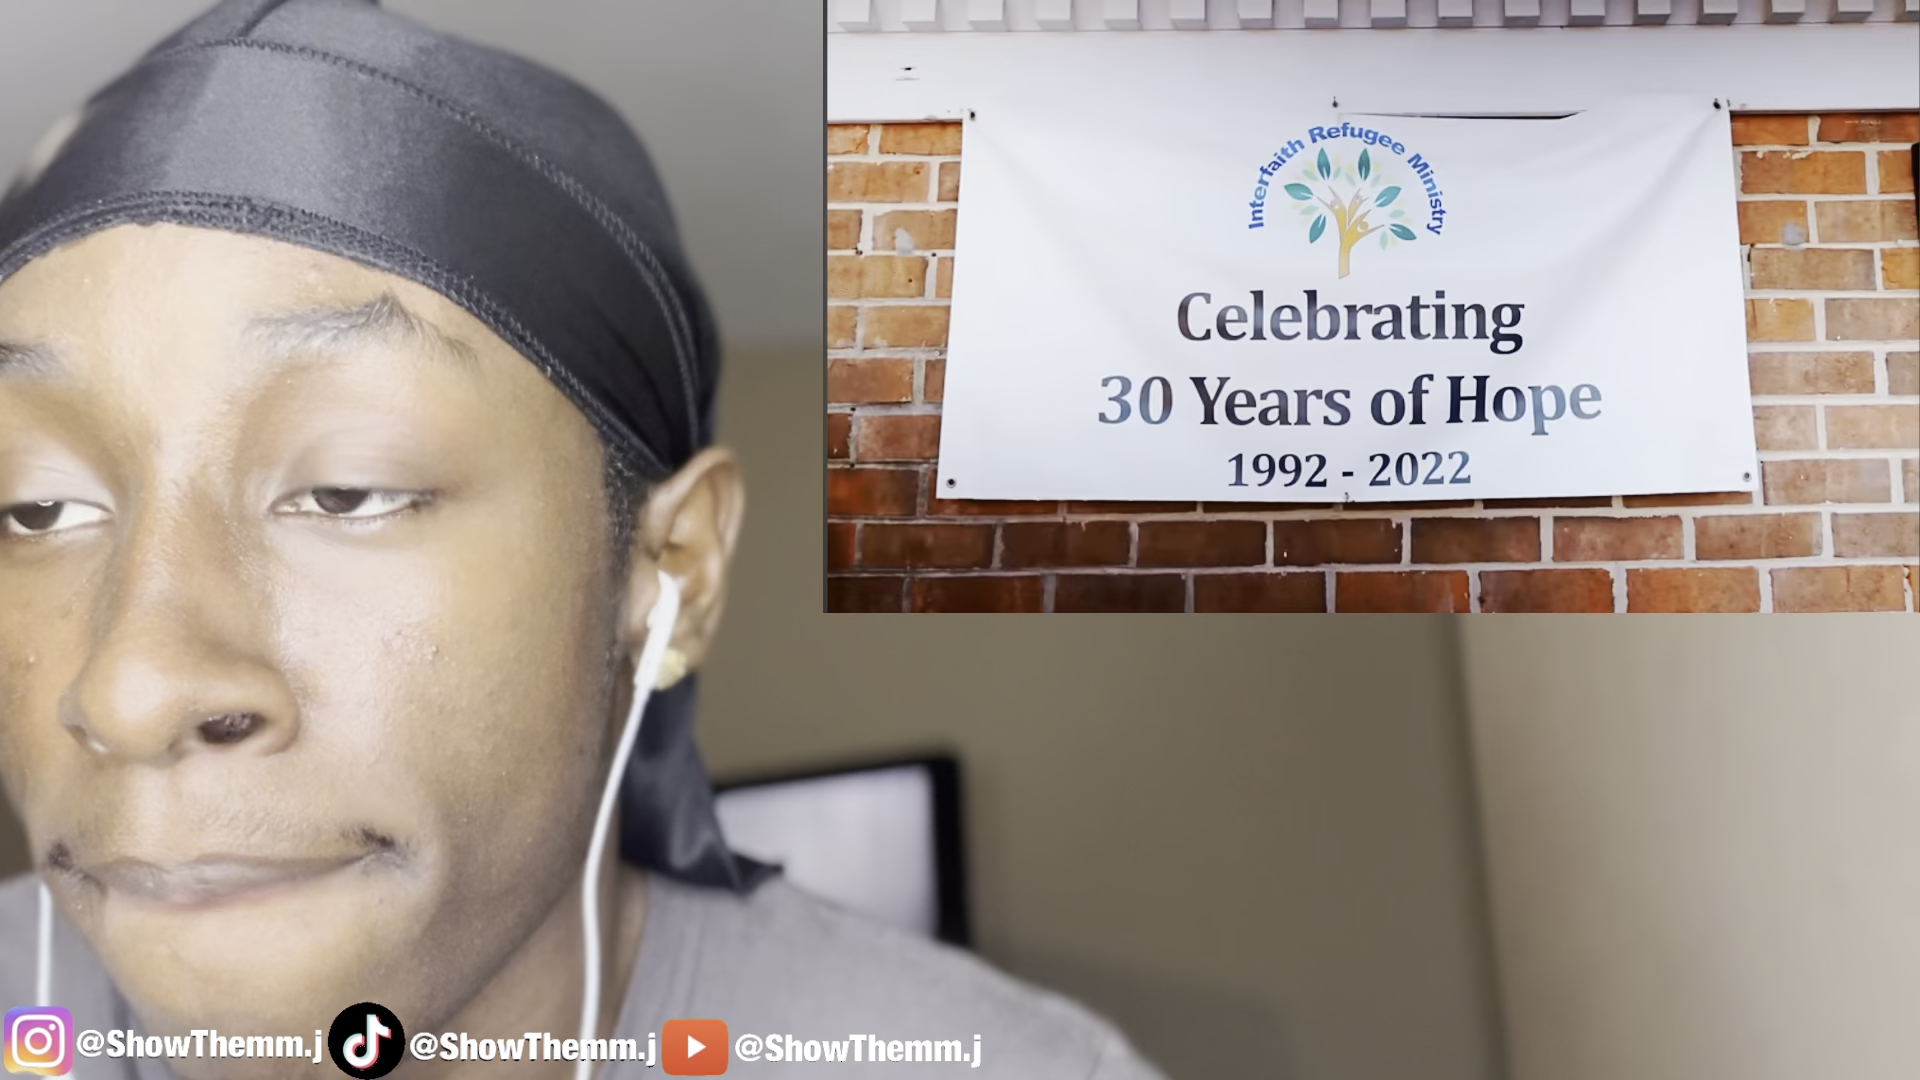 Interfaith Refugee Ministry
Celebrating
30 Years of Hope
1992 - 2022
@ShowThemm.j @ShowThemm.j @ShowThemm.j